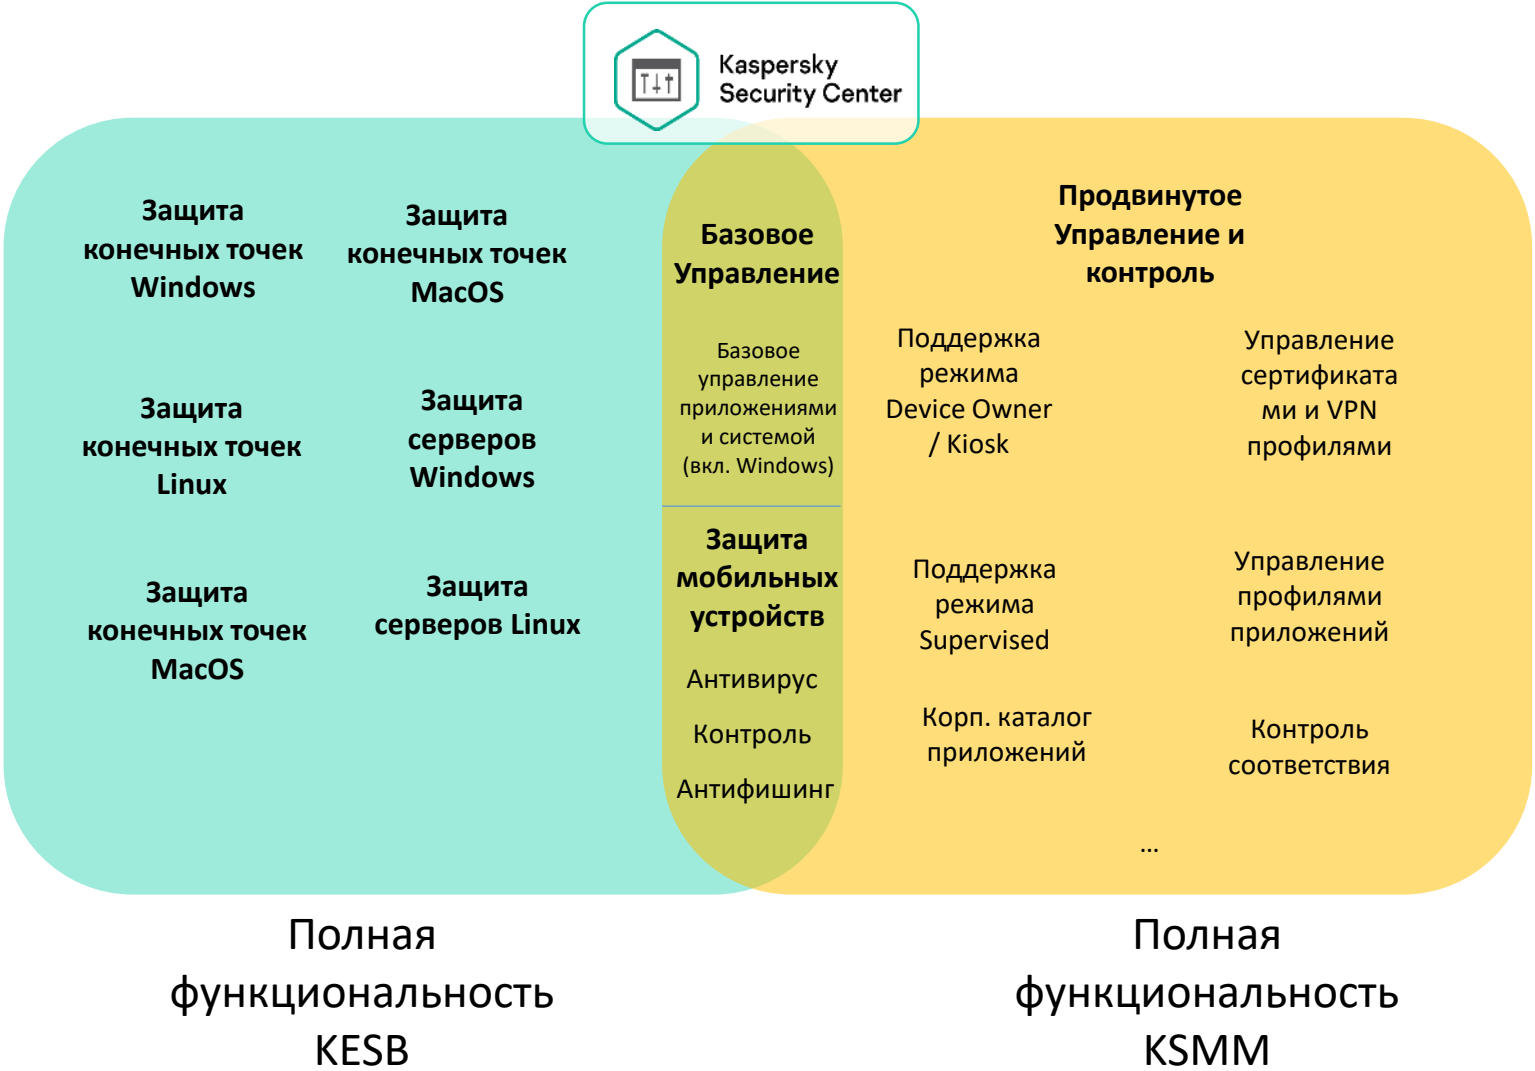 Kaspersky
Security Center
Защита
конечных точек
Windows
Защита
конечных точек
MacOS
Защита
конечных точек
Linux
Защита
серверов
Windows
Защита
конечных точек
MacOS
Защита
серверов Linux
Базовое
Управление
Базовое
управление
приложениями
и системой
(вкл. Windows)
Защита
мобильных
устройств
Антивирус
Контроль
Антифишинг
Продвинутое
Управление и
контроль
Поддержка
режима
Device Owner
/ Kiosk
Управление
сертификата
ми и VPN
профилями
Поддержка
режима
Supervised
Управление
профилями
приложений
Корп. каталог
приложений
Контроль
соответствия
...
Полная
функциональность
KESB
Полная
функциональность
KSMM